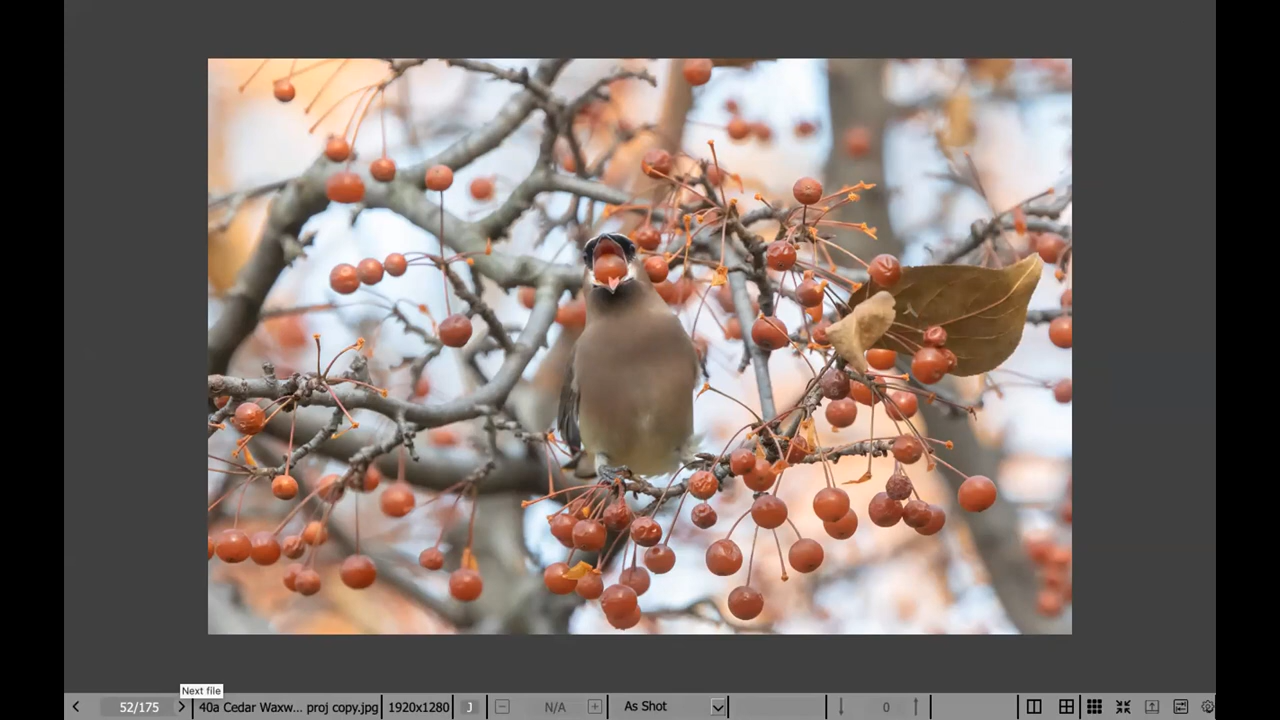 Next file
52/175
40a Cedar Waxw... proj copy.jpg
1920x1280
J
N/A
As Shot
0